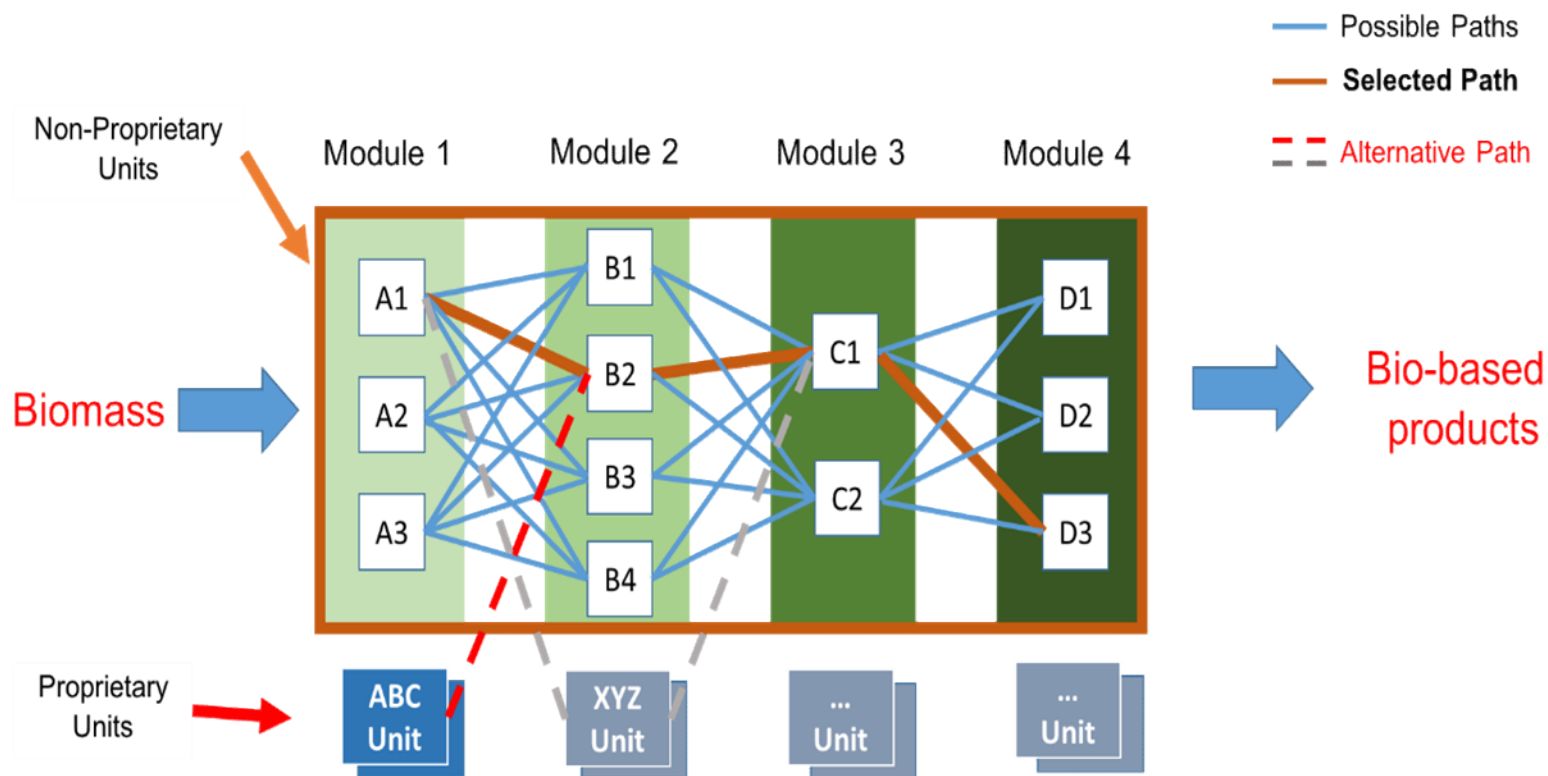 Possible Paths
Selected Path
Alternative Path
Non-Proprietary
Units
Module 1
Module 2
Module 3
Module 4
A1
A2
A3
B1
B2
B3
B4
C1
C2
D1
D2
D3
Biomass
Bio-based
products
Proprietary
Units
ABC
Unit
XYZ
Unit
...
Unit
...
Unit